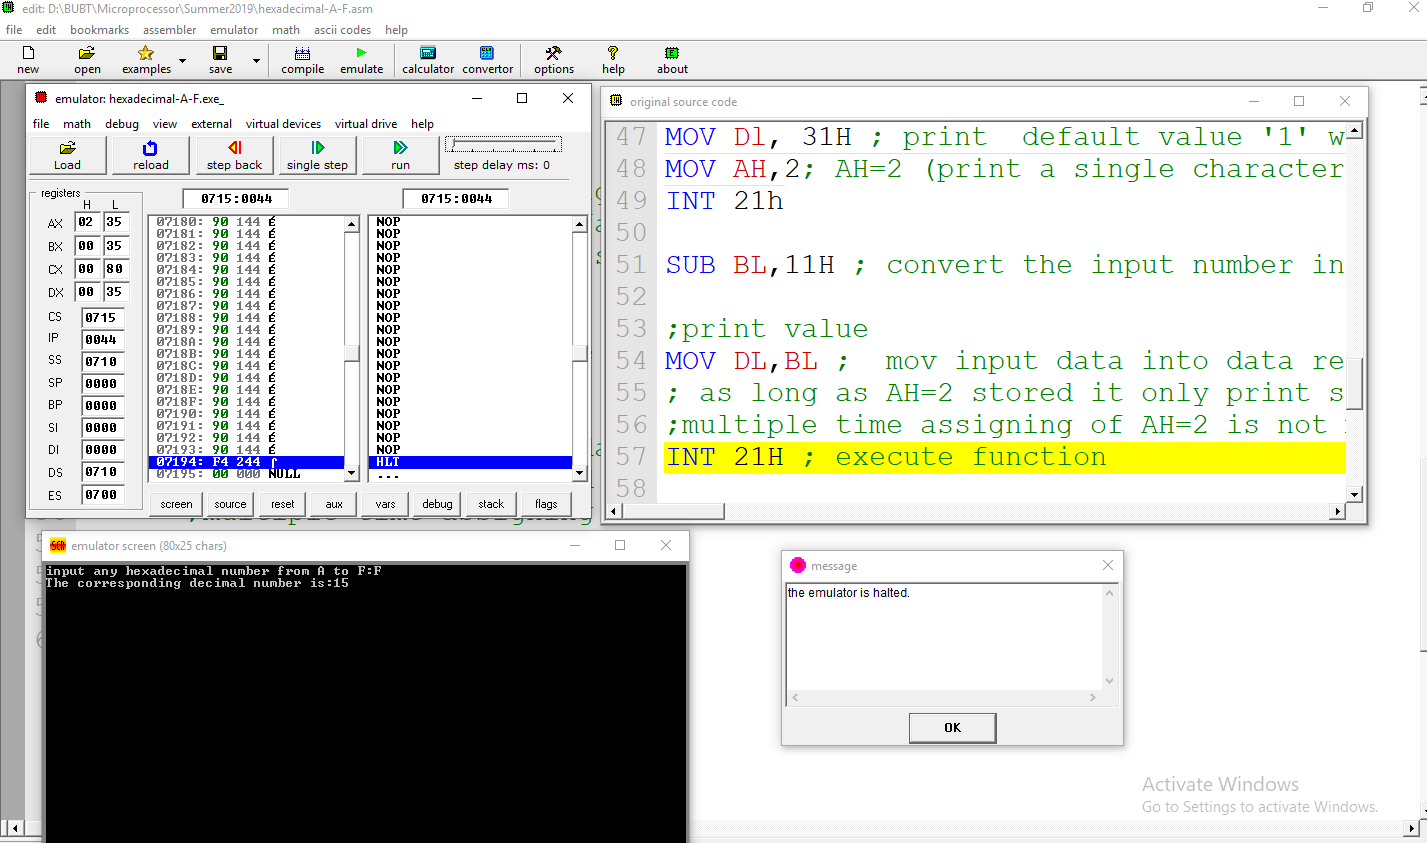 edit: D:\BUBT\Microprocessor\Summer2019\hexadecimal-A-F.asm
file edit bookmarks assembler emulator math ascii codes help
new open examples save compile emulate calculator convertor options help about
emulator: hexadecimal-A-F.exe_
file math debug view external virtual devices virtual drive help
Load reload step back single step run step delay ms: 0
registers
H L
0715:0044 0715:0044
AX 02 35
BX 00 35
CX 00 80
DX 00 35
CS 0715
IP 0044
SS 0710
SP 0000
BP 0000
SI 0000
DI 0000
DS 0710
ES 0700
07180: 90 144 É NOP
07181: 90 144 É NOP
07182: 90 144 É NOP
07183: 90 144 É NOP
07184: 90 144 É NOP
07185: 90 144 É NOP
07186: 90 144 É NOP
07187: 90 144 É NOP
07188: 90 144 É NOP
07189: 90 144 É NOP
0718A: 90 144 É NOP
0718B: 90 144 É NOP
0718C: 90 144 É NOP
0718D: 90 144 É NOP
0718E: 90 144 É NOP
0718F: 90 144 É NOP
07190: 90 144 É NOP
07191: 90 144 É NOP
07192: 90 144 É NOP
07193: 90 144 É NOP
07194: F4 244 ⌠ HLT
07195: 00 000 NULL ...
screen source reset aux vars debug stack flags
original source code
47 MOV Dl, 31H ; print default value '1' w
48 MOV AH,2; AH=2 (print a single character
49 INT 21h
50
51 SUB BL,11H ; convert the input number in
52
53 ;print value
54 MOV DL,BL ; mov input data into data re
55 ; as long as AH=2 stored it only print s
56 ;multiple time assigning of AH=2 is not
57 INT 21H ; execute function
58
emulator screen (80x25 chars)
input any hexadecimal number from A to F:F
The corresponding decimal number is:15
message
the emulator is halted.
OK
Activate Windows
Go to Settings to activate Windows.